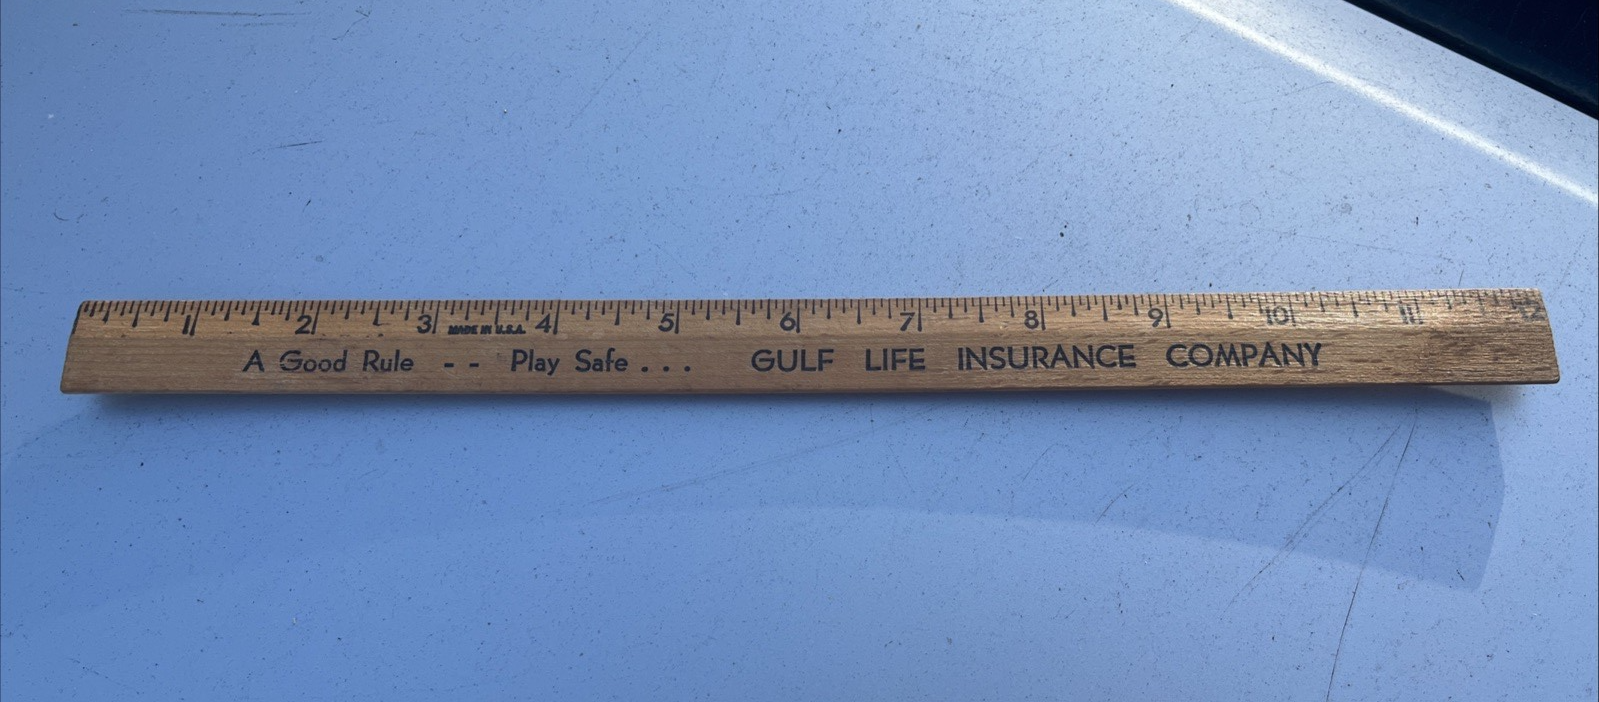 1 2 3 4 5 6 7 8 9 10 11 12
MADE IN U.S.A.
A Good Rule -- Play Safe... GULF LIFE INSURANCE COMPANY